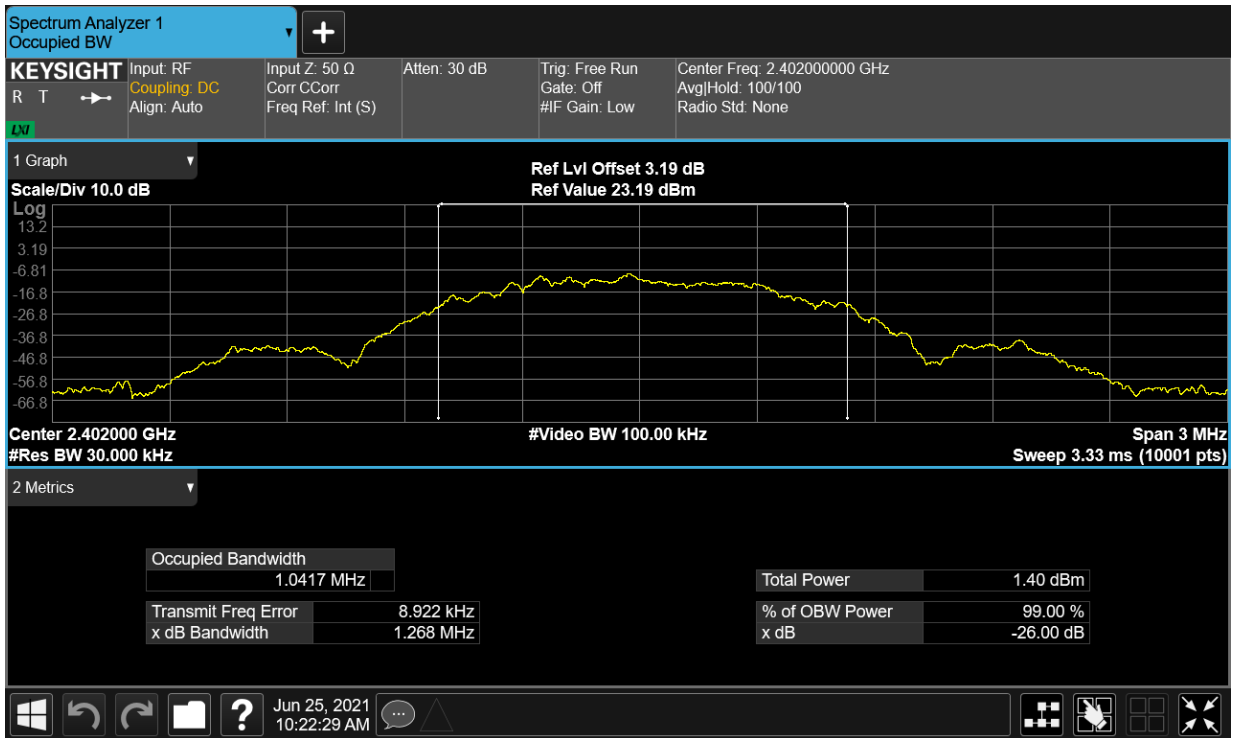 Spectrum Analyzer 1
Occupied BW
KEYSIGHT
R T
LXI
Input: RF
Coupling: DC
Align: Auto
Input Z: 50 Ω
Corr CCorr
Freq Ref: Int (S)
Atten: 30 dB
Trig: Free Run
Gate: Off
#IF Gain: Low
Center Freq: 2.402000000 GHz
Avg|Hold: 100/100
Radio Std: None
1 Graph
Scale/Div 10.0 dB
Ref Lvl Offset 3.19 dB
Ref Value 23.19 dBm
Log
13.2
3.19
-6.81
-16.8
-26.8
-36.8
-46.8
-56.8
-66.8
Center 2.402000 GHz
#Video BW 100.00 kHz
Span 3 MHz
#Res BW 30.000 kHz
Sweep 3.33 ms (10001 pts)
2 Metrics
Occupied Bandwidth
1.0417 MHz
Total Power 1.40 dBm
Transmit Freq Error 8.922 kHz
% of OBW Power 99.00 %
x dB Bandwidth 1.268 MHz
x dB -26.00 dB
?
Jun 25, 2021
10:22:29 AM